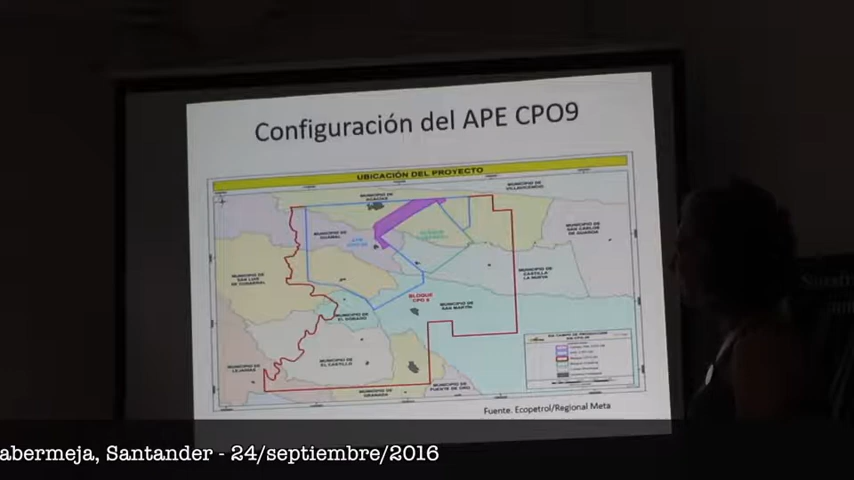 Configuración del APE CPO9
UBICACIÓN DEL PROYECTO
MUNICIPIO DE
ACACIAS
MUNICIPIO DE
VILLAVICENCIO
MUNICIPIO DE
GUAMAL
MUNICIPIO DE
SAN CARLOS
DE GUAROA
MUNICIPIO DE
SAN LUIS
DE CUBARRAL
MUNICIPIO DE
CASTILLA
LA NUEVA
BLOQUE
CPO 9
MUNICIPIO DE
SAN MARTIN
MUNICIPIO DE
EL DORADO
MUNICIPIO DE
LEJANIAS
MUNICIPIO DE
EL CASTILLO
MUNICIPIO DE
GRANADA
MUNICIPIO DE
FUENTE DE ORO
Fuente. Ecopetrol/Regional Meta
abermeja, Santander - 24/septiembre/2016